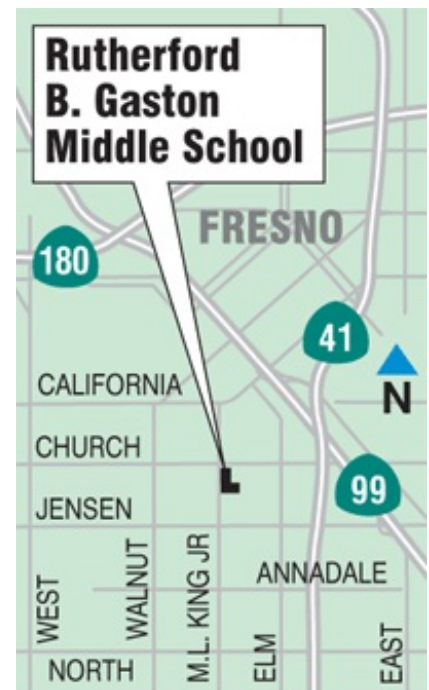 Rutherford
B. Gaston
Middle School
FRESNO
180
41
N
CALIFORNIA
CHURCH
99
JENSEN
ANNADALE
WEST
WALNUT
M.L. KING JR
ELM
EAST
NORTH